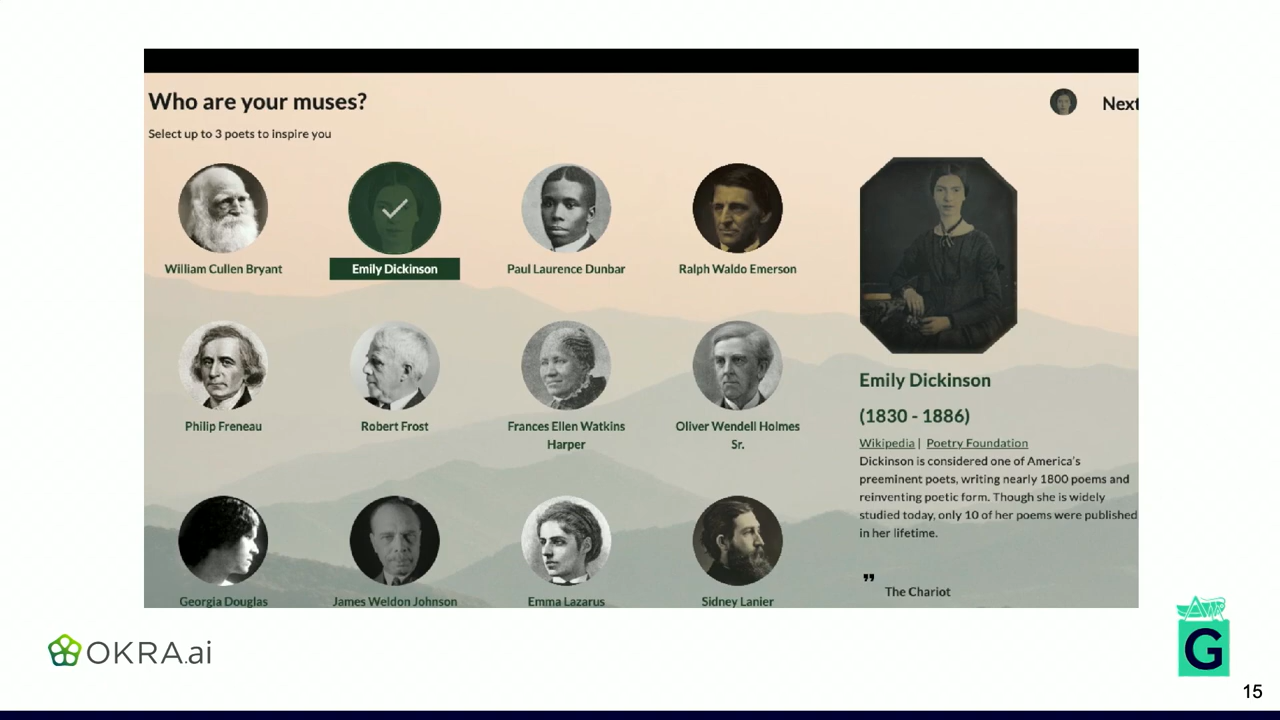 Who are your muses?
Next
Select up to 3 poets to inspire you
William Cullen Bryant
Emily Dickinson
Paul Laurence Dunbar
Ralph Waldo Emerson
Philip Freneau
Robert Frost
Frances Ellen Watkins
Harper
Oliver Wendell Holmes
Sr.
Georgia Douglas
James Weldon Johnson
Emma Lazarus
Sidney Lanier
Emily Dickinson
(1830 - 1886)
Wikipedia | Poetry Foundation
Dickinson is considered one of America's
preeminent poets, writing nearly 1800 poems and
reinventing poetic form. Though she is widely
studied today, only 10 of her poems were published
in her lifetime.
"
The Chariot
OKRA.ai
G
15